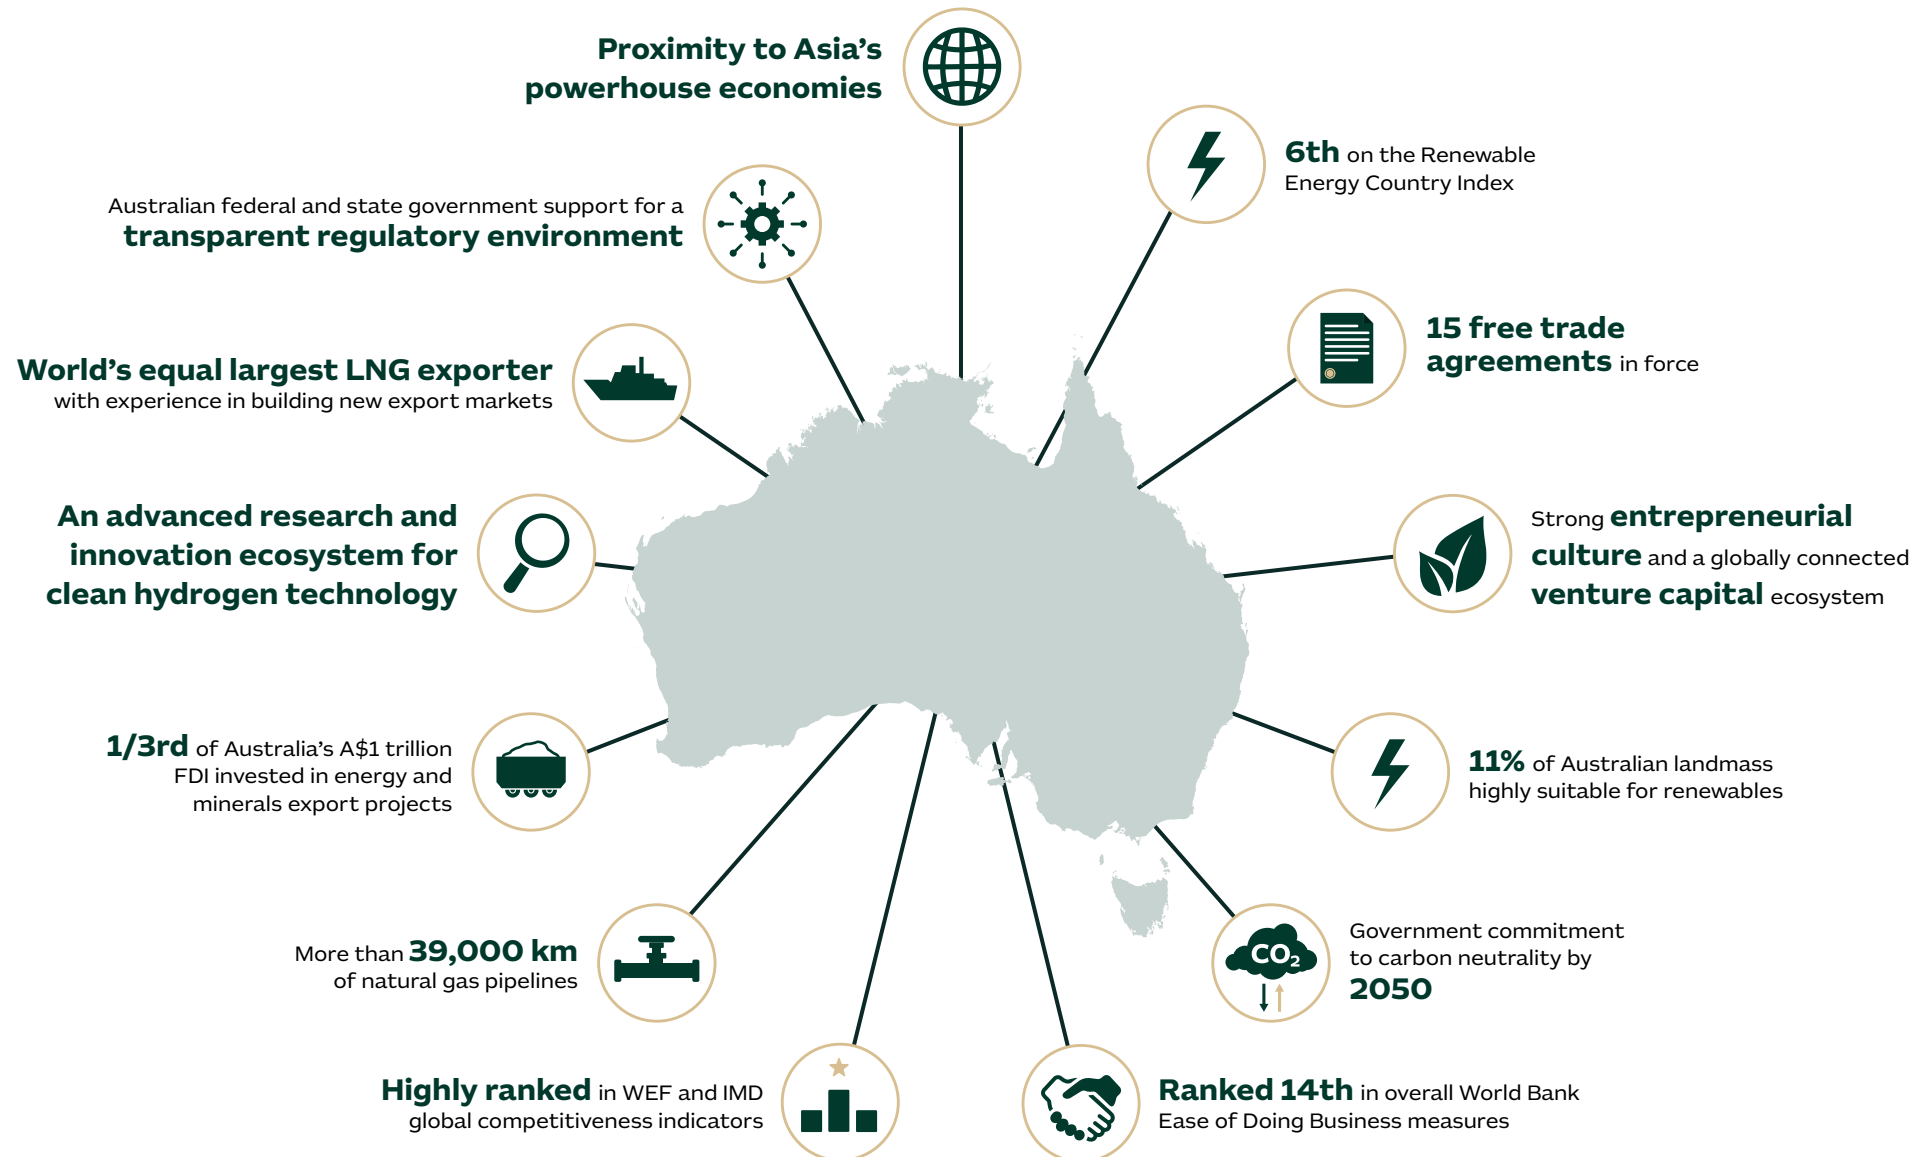 Proximity to Asia’s
powerhouse economies
6th on the Renewable
Energy Country Index
Australian federal and state government support for a
transparent regulatory environment
15 free trade
agreements in force
World’s equal largest LNG exporter
with experience in building new export markets
An advanced research and
innovation ecosystem for
clean hydrogen technology
Strong entrepreneurial
culture and a globally connected
venture capital ecosystem
1/3rd of Australia’s A$1 trillion
FDI invested in energy and
minerals export projects
11% of Australian landmass
highly suitable for renewables
More than 39,000 km
of natural gas pipelines
CO₂
Government commitment
to carbon neutrality by
2050
Highly ranked in WEF and IMD
global competitiveness indicators
Ranked 14th in overall World Bank
Ease of Doing Business measures